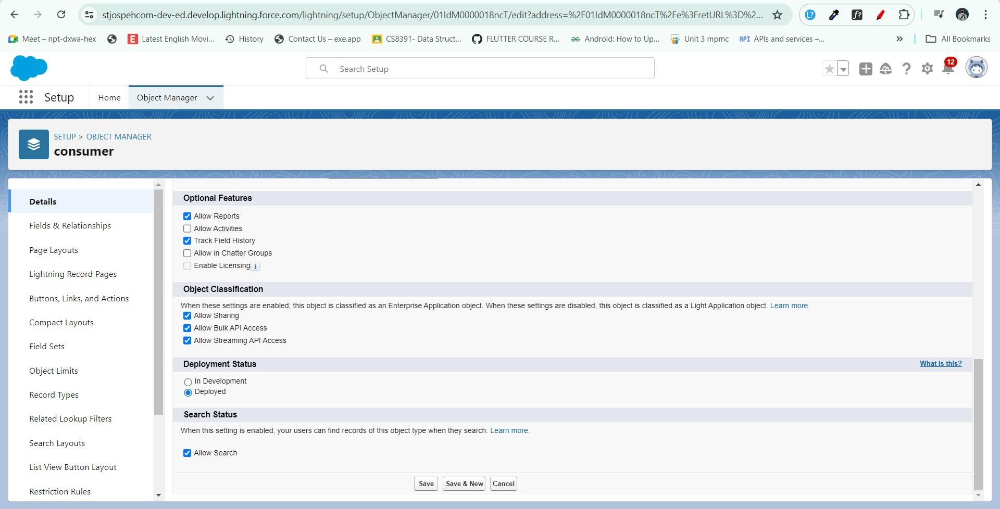 stjospehcom-dev-ed.develop.lightning.force.com/lightning/setup/ObjectManager/01IdM0000018ncT/edit?address=%2F01IdM0000018ncT%2Fe%3FretURL%3D%2...
Meet – npt-dxwa-hex
E Latest English Movi...
History
Contact Us – exe.app
CS8391- Data Struct...
FLUTTER COURSE R...
Android: How to Up...
Unit 3 mpmc
API APIs and services –...
All Bookmarks
Search Setup
12
Setup
Home
Object Manager
SETUP > OBJECT MANAGER
consumer
Details
Fields & Relationships
Page Layouts
Lightning Record Pages
Buttons, Links, and Actions
Compact Layouts
Field Sets
Object Limits
Record Types
Related Lookup Filters
Search Layouts
List View Button Layout
Restriction Rules
Optional Features
Allow Reports
Allow Activities
Track Field History
Allow in Chatter Groups
Enable Licensing i
Object Classification
When these settings are enabled, this object is classified as an Enterprise Application object. When these settings are disabled, this object is classified as a Light Application object. Learn more.
Allow Sharing
Allow Bulk API Access
Allow Streaming API Access
Deployment Status
What is this?
In Development
Deployed
Search Status
When this setting is enabled, your users can find records of this object type when they search. Learn more.
Allow Search
Save
Save & New
Cancel